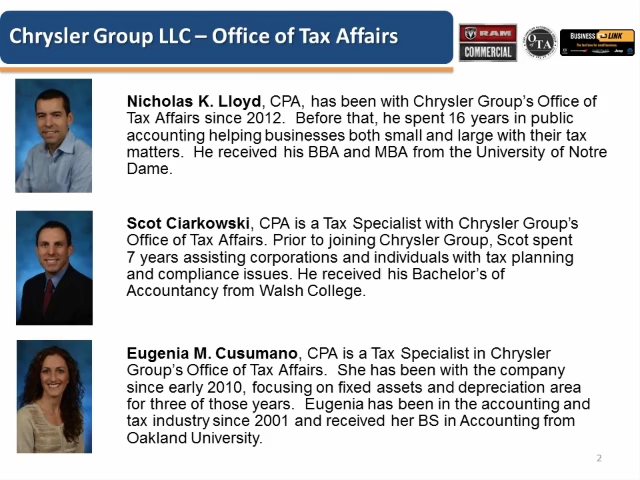 Chrysler Group LLC – Office of Tax Affairs
RAM
COMMERCIAL
OTA
BUSINESS LINK
Nicholas K. Lloyd, CPA, has been with Chrysler Group's Office of
Tax Affairs since 2012.  Before that, he spent 16 years in public
accounting helping businesses both small and large with their tax
matters.  He received his BBA and MBA from the University of Notre
Dame.
Scot Ciarkowski, CPA is a Tax Specialist with Chrysler Group's
Office of Tax Affairs. Prior to joining Chrysler Group, Scot spent
7 years assisting corporations and individuals with tax planning
and compliance issues. He received his Bachelor's of
Accountancy from Walsh College.
Eugenia M. Cusumano, CPA is a Tax Specialist in Chrysler
Group's Office of Tax Affairs.  She has been with the company
since early 2010, focusing on fixed assets and depreciation area
for three of those years.  Eugenia has been in the accounting and
tax industry since 2001 and received her BS in Accounting from
Oakland University.
2